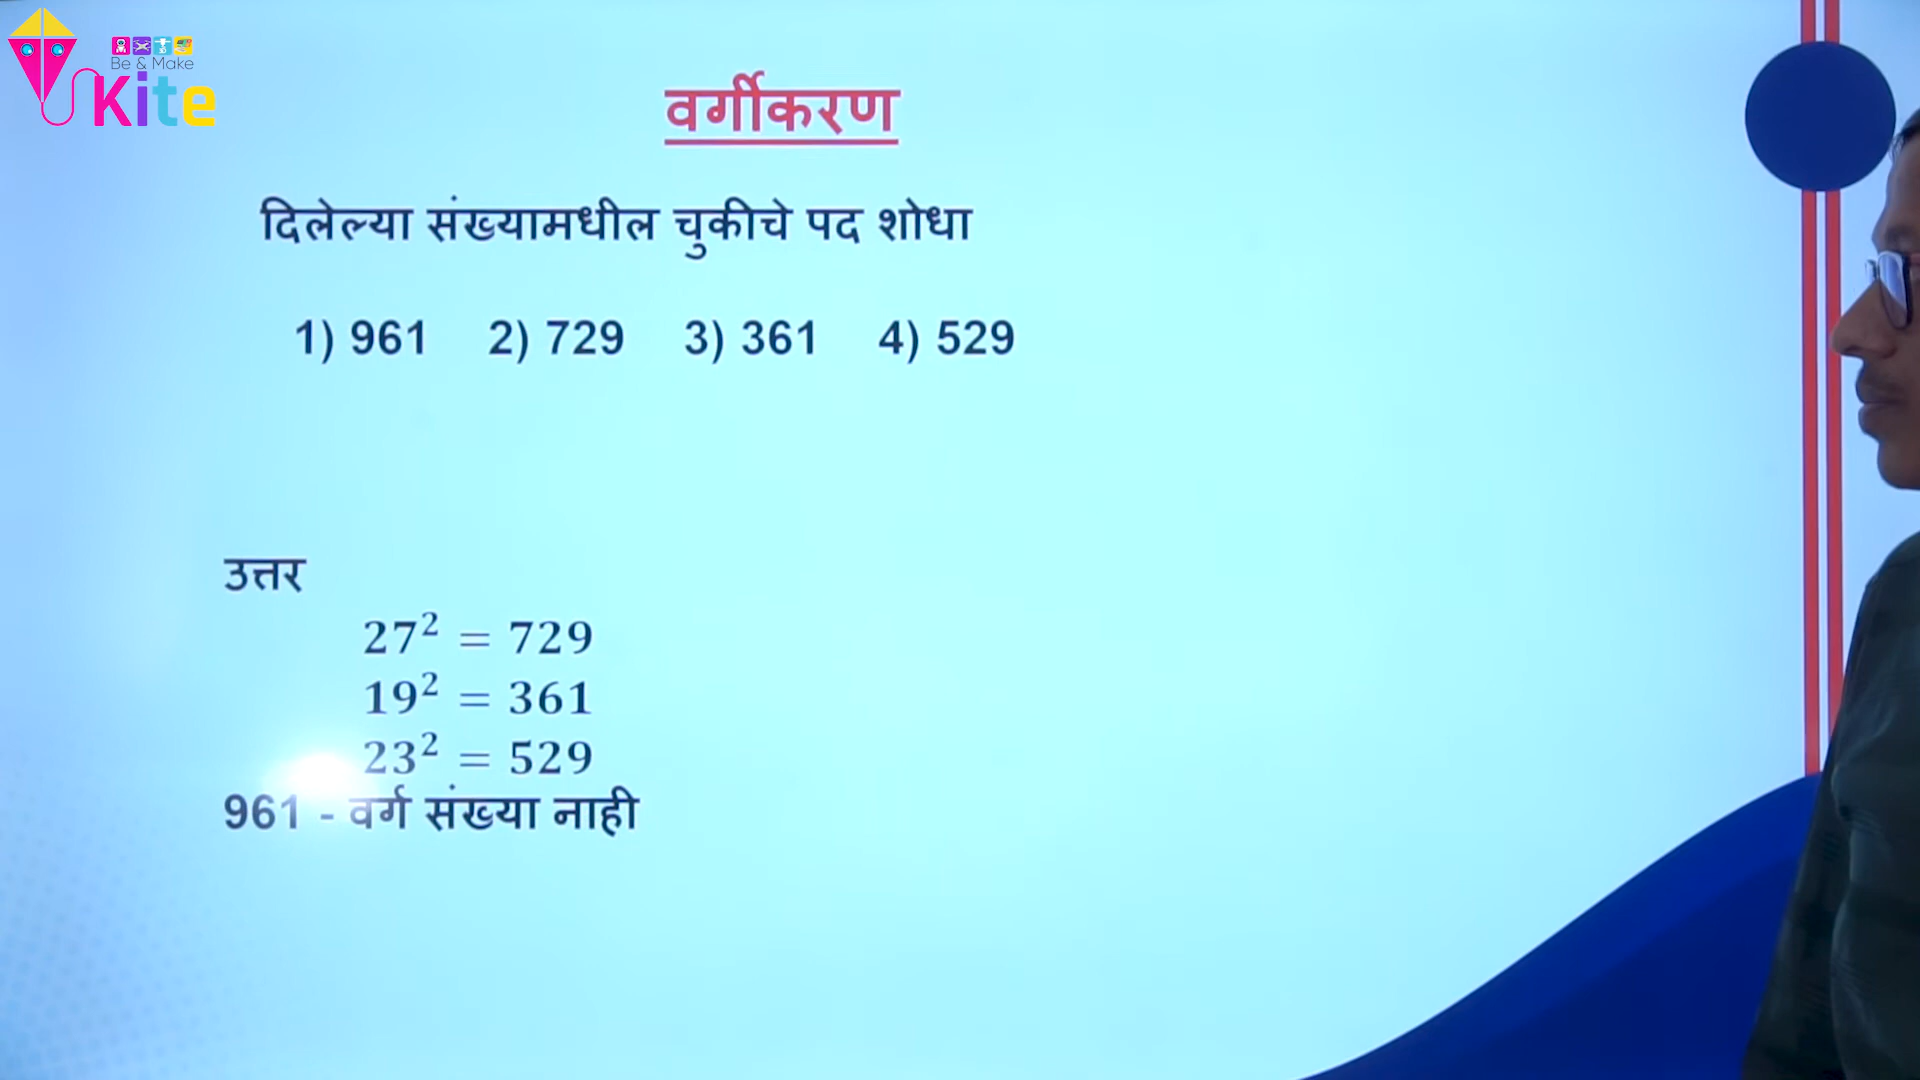 Be & Make
Kite
वर्गीकरण
दिलेल्या संख्यामधील चुकीचे पद शोधा
1) 961 2) 729 3) 361 4) 529
उत्तर
27² = 729
19² = 361
23² = 529
961 - वर्ग संख्या नाही